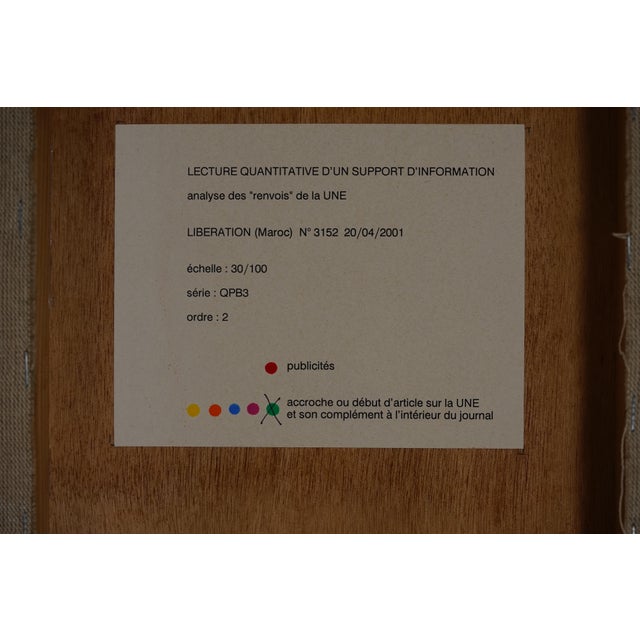 LECTURE QUANTITATIVE D'UN SUPPORT D'INFORMATION
analyse des "renvois" de la UNE
LIBERATION (Maroc) N° 3152 20/04/2001
échelle : 30/100
série : QPB3
ordre : 2
publicités
accroche ou début d'article sur la UNE
et son complément à l'intérieur du journal